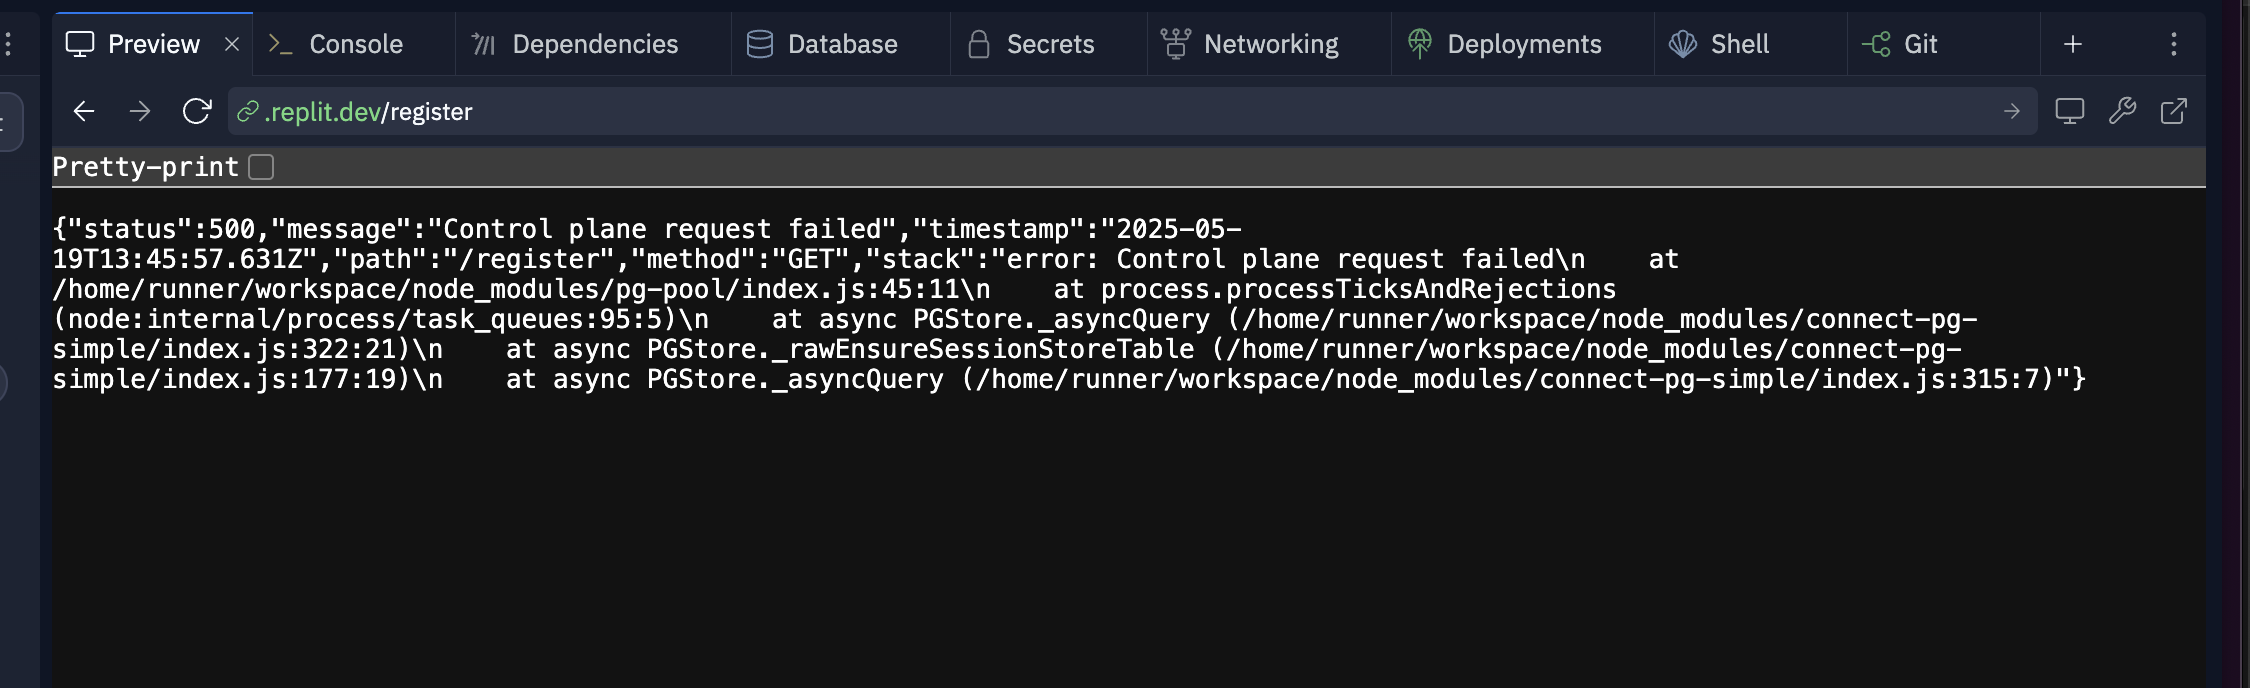 Preview
Console
Dependencies
Database
Secrets
Networking
Deployments
Shell
Git
.replit.dev/register
Pretty-print
{"status":500,"message":"Control plane request failed","timestamp":"2025-05-
19T13:45:57.631Z","path":"/register","method":"GET","stack":"error: Control plane request failed\n    at
/home/runner/workspace/node_modules/pg-pool/index.js:45:11\n    at process.processTicksAndRejections
(node:internal/process/task_queues:95:5)\n    at async PGStore._asyncQuery (/home/runner/workspace/node_modules/connect-pg-
simple/index.js:322:21)\n    at async PGStore._rawEnsureSessionStoreTable (/home/runner/workspace/node_modules/connect-pg-
simple/index.js:177:19)\n    at async PGStore._asyncQuery (/home/runner/workspace/node_modules/connect-pg-simple/index.js:315:7)"}